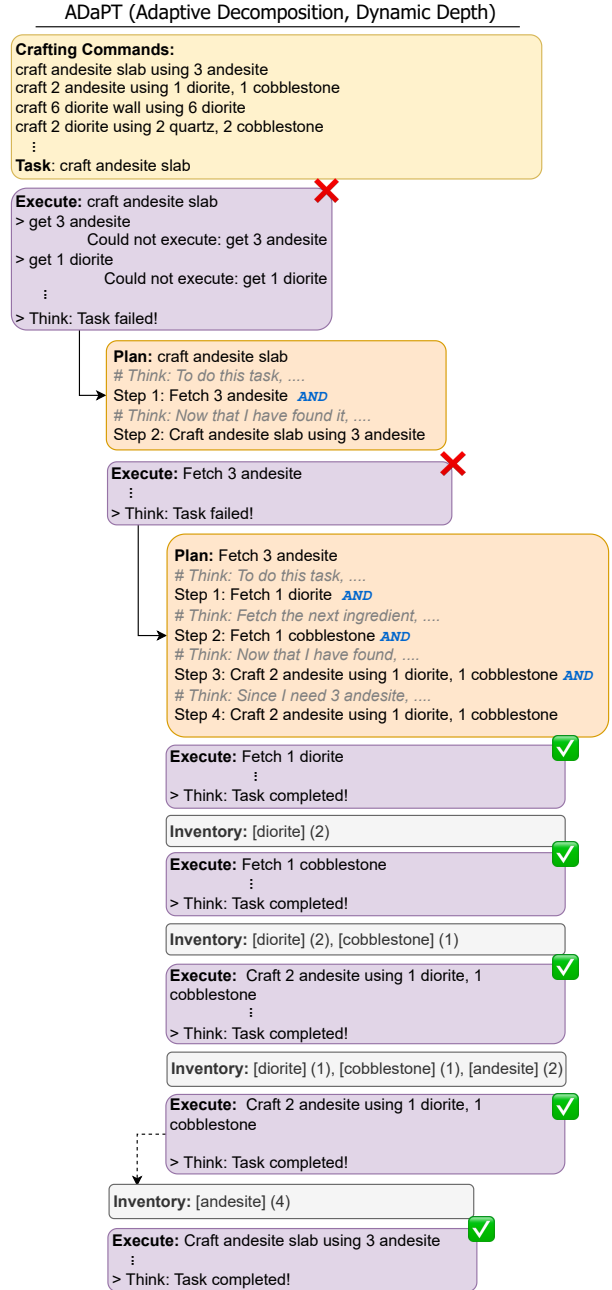 ADaPT (Adaptive Decomposition, Dynamic Depth)
Crafting Commands:
craft andesite slab using 3 andesite
craft 2 andesite using 1 diorite, 1 cobblestone
craft 6 diorite wall using 6 diorite
craft 2 diorite using 2 quartz, 2 cobblestone
⋮
Task: craft andesite slab
Execute: craft andesite slab
> get 3 andesite
Could not execute: get 3 andesite
> get 1 diorite
Could not execute: get 1 diorite
⋮
> Think: Task failed!
Plan: craft andesite slab
# Think: To do this task, ....
Step 1: Fetch 3 andesite AND
# Think: Now that I have found it, ....
Step 2: Craft andesite slab using 3 andesite
Execute: Fetch 3 andesite
⋮
> Think: Task failed!
Plan: Fetch 3 andesite
# Think: To do this task, ....
Step 1: Fetch 1 diorite AND
# Think: Fetch the next ingredient, ....
Step 2: Fetch 1 cobblestone AND
# Think: Now that I have found, ....
Step 3: Craft 2 andesite using 1 diorite, 1 cobblestone AND
# Think: Since I need 3 andesite, ....
Step 4: Craft 2 andesite using 1 diorite, 1 cobblestone
Execute: Fetch 1 diorite
⋮
> Think: Task completed!
Inventory: [diorite] (2)
Execute: Fetch 1 cobblestone
⋮
> Think: Task completed!
Inventory: [diorite] (2), [cobblestone] (1)
Execute: Craft 2 andesite using 1 diorite, 1
cobblestone
⋮
> Think: Task completed!
Inventory: [diorite] (1), [cobblestone] (1), [andesite] (2)
Execute: Craft 2 andesite using 1 diorite, 1
cobblestone
> Think: Task completed!
Inventory: [andesite] (4)
Execute: Craft andesite slab using 3 andesite
⋮
> Think: Task completed!